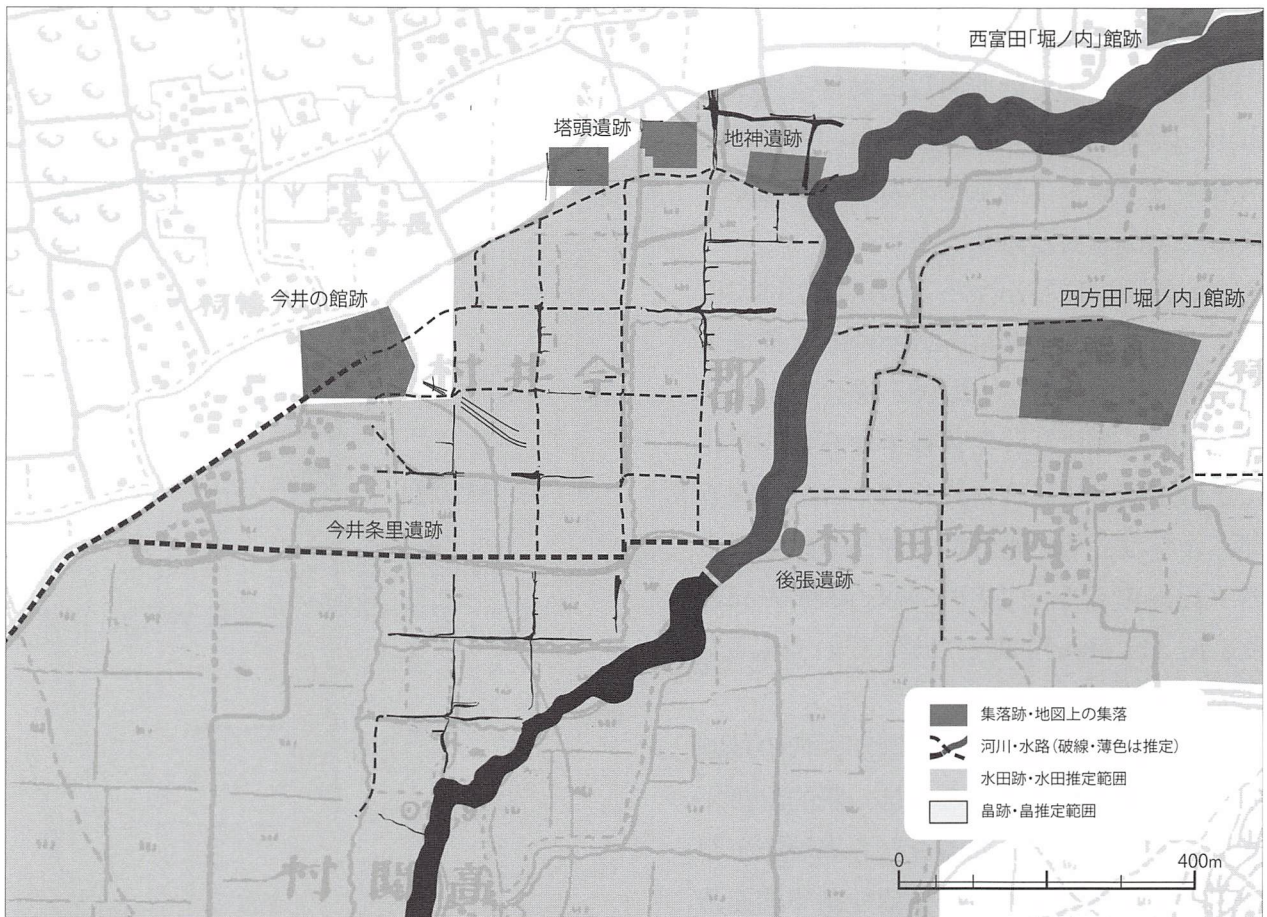 西富田「堀ノ内」館跡
塔頭遺跡
地神遺跡
今井の館跡
四方田「堀ノ内」館跡
村井今
郡
今井条里遺跡
村田方四
後張遺跡
村関高
集落跡・地図上の集落
河川・水路(破線・薄色は推定)
水田跡・水田推定範囲
畠跡・畠推定範囲
0 400m